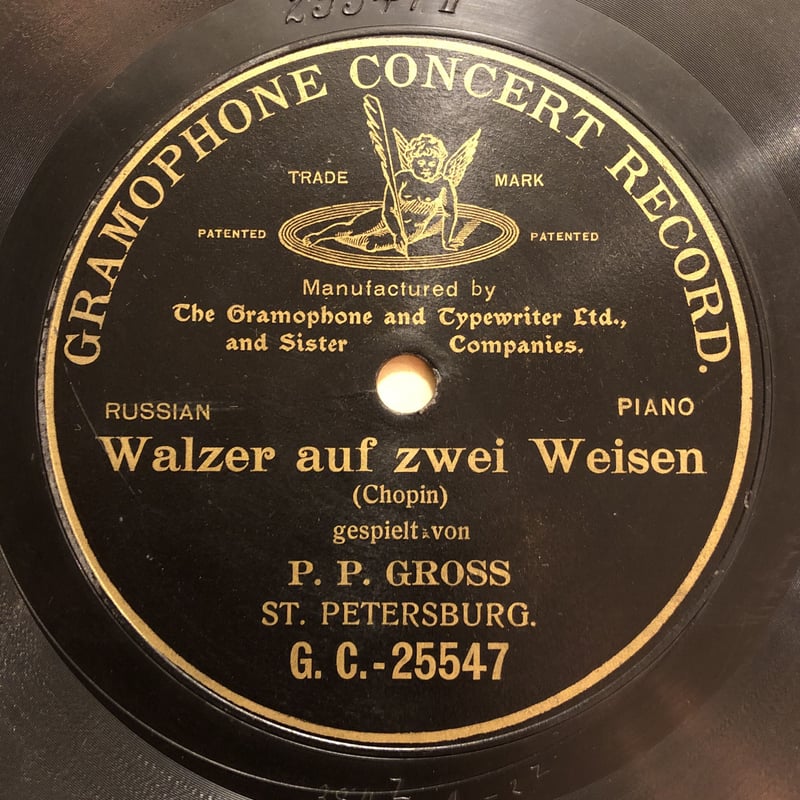 GRAMOPHONE CONCERT RECORD.
TRADE MARK
PATENTED PATENTED
Manufactured by
The Gramophone and Typewriter Ltd.,
and Sister Companies.
RUSSIAN PIANO
Walzer auf zwei Weisen
(Chopin)
gespielt von
P. P. GROSS
ST. PETERSBURG.
G. C.-25547